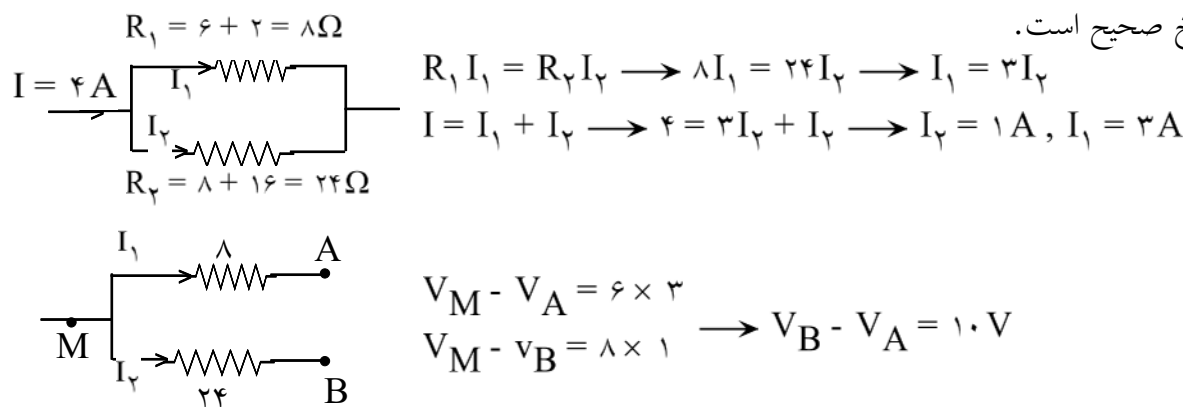 خ صحیح است.
R₁ = ۶ + ۲ = ۸Ω
I = ۴A
I₁
I₂
R₂ = ۸ + ۱۶ = ۲۴Ω
R₁I₁ = R₂I₂ → ۸I₁ = ۲۴I₂ → I₁ = ۳I₂
I = I₁ + I₂ → ۴ = ۳I₂ + I₂ → I₂ = ۱A , I₁ = ۳A
I₁ ۸ A
M
I₂ ۲۴ B
V_M - V_A = ۶ × ۳
V_M - v_B = ۸ × ۱
→ V_B - V_A = ۱۰V